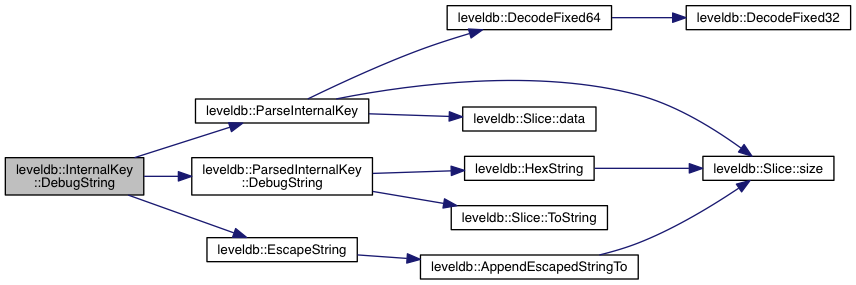 leveldb::InternalKey
::DebugString
leveldb::ParseInternalKey
leveldb::ParsedInternalKey
::DebugString
leveldb::EscapeString
leveldb::DecodeFixed64
leveldb::Slice::data
leveldb::HexString
leveldb::Slice::ToString
leveldb::AppendEscapedStringTo
leveldb::DecodeFixed32
leveldb::Slice::size